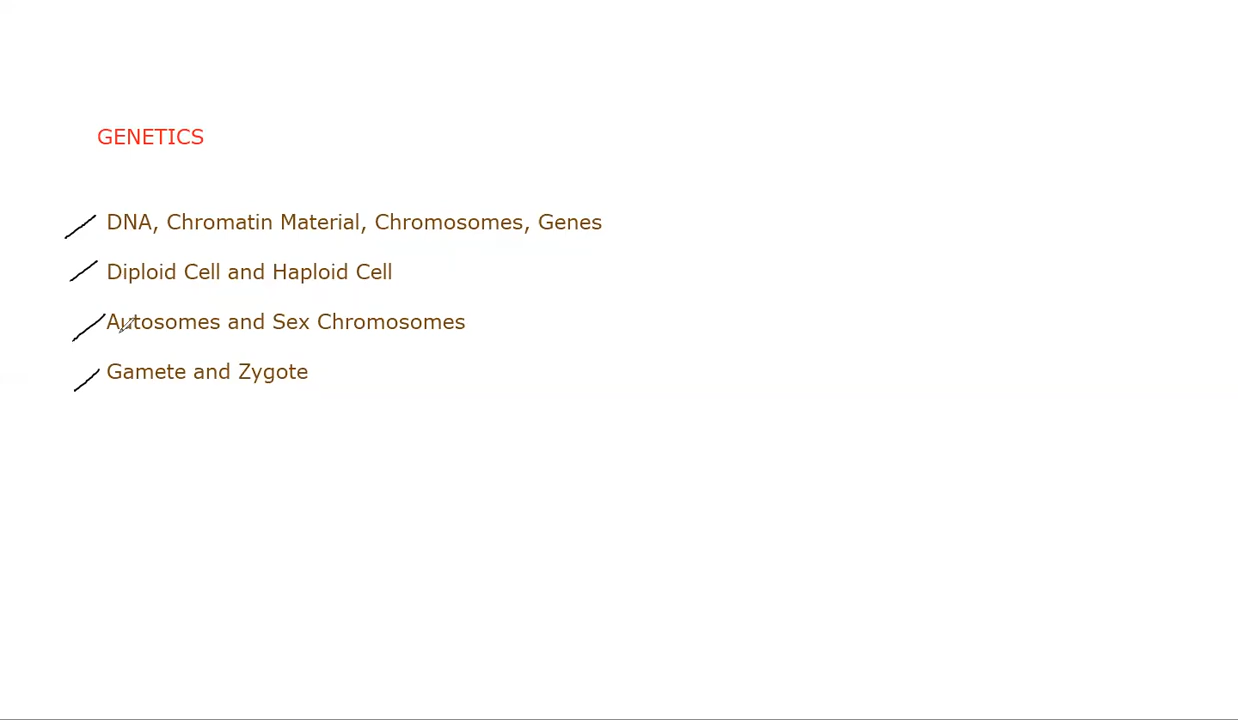 GENETICS
DNA, Chromatin Material, Chromosomes, Genes
Diploid Cell and Haploid Cell
Autosomes and Sex Chromosomes
Gamete and Zygote